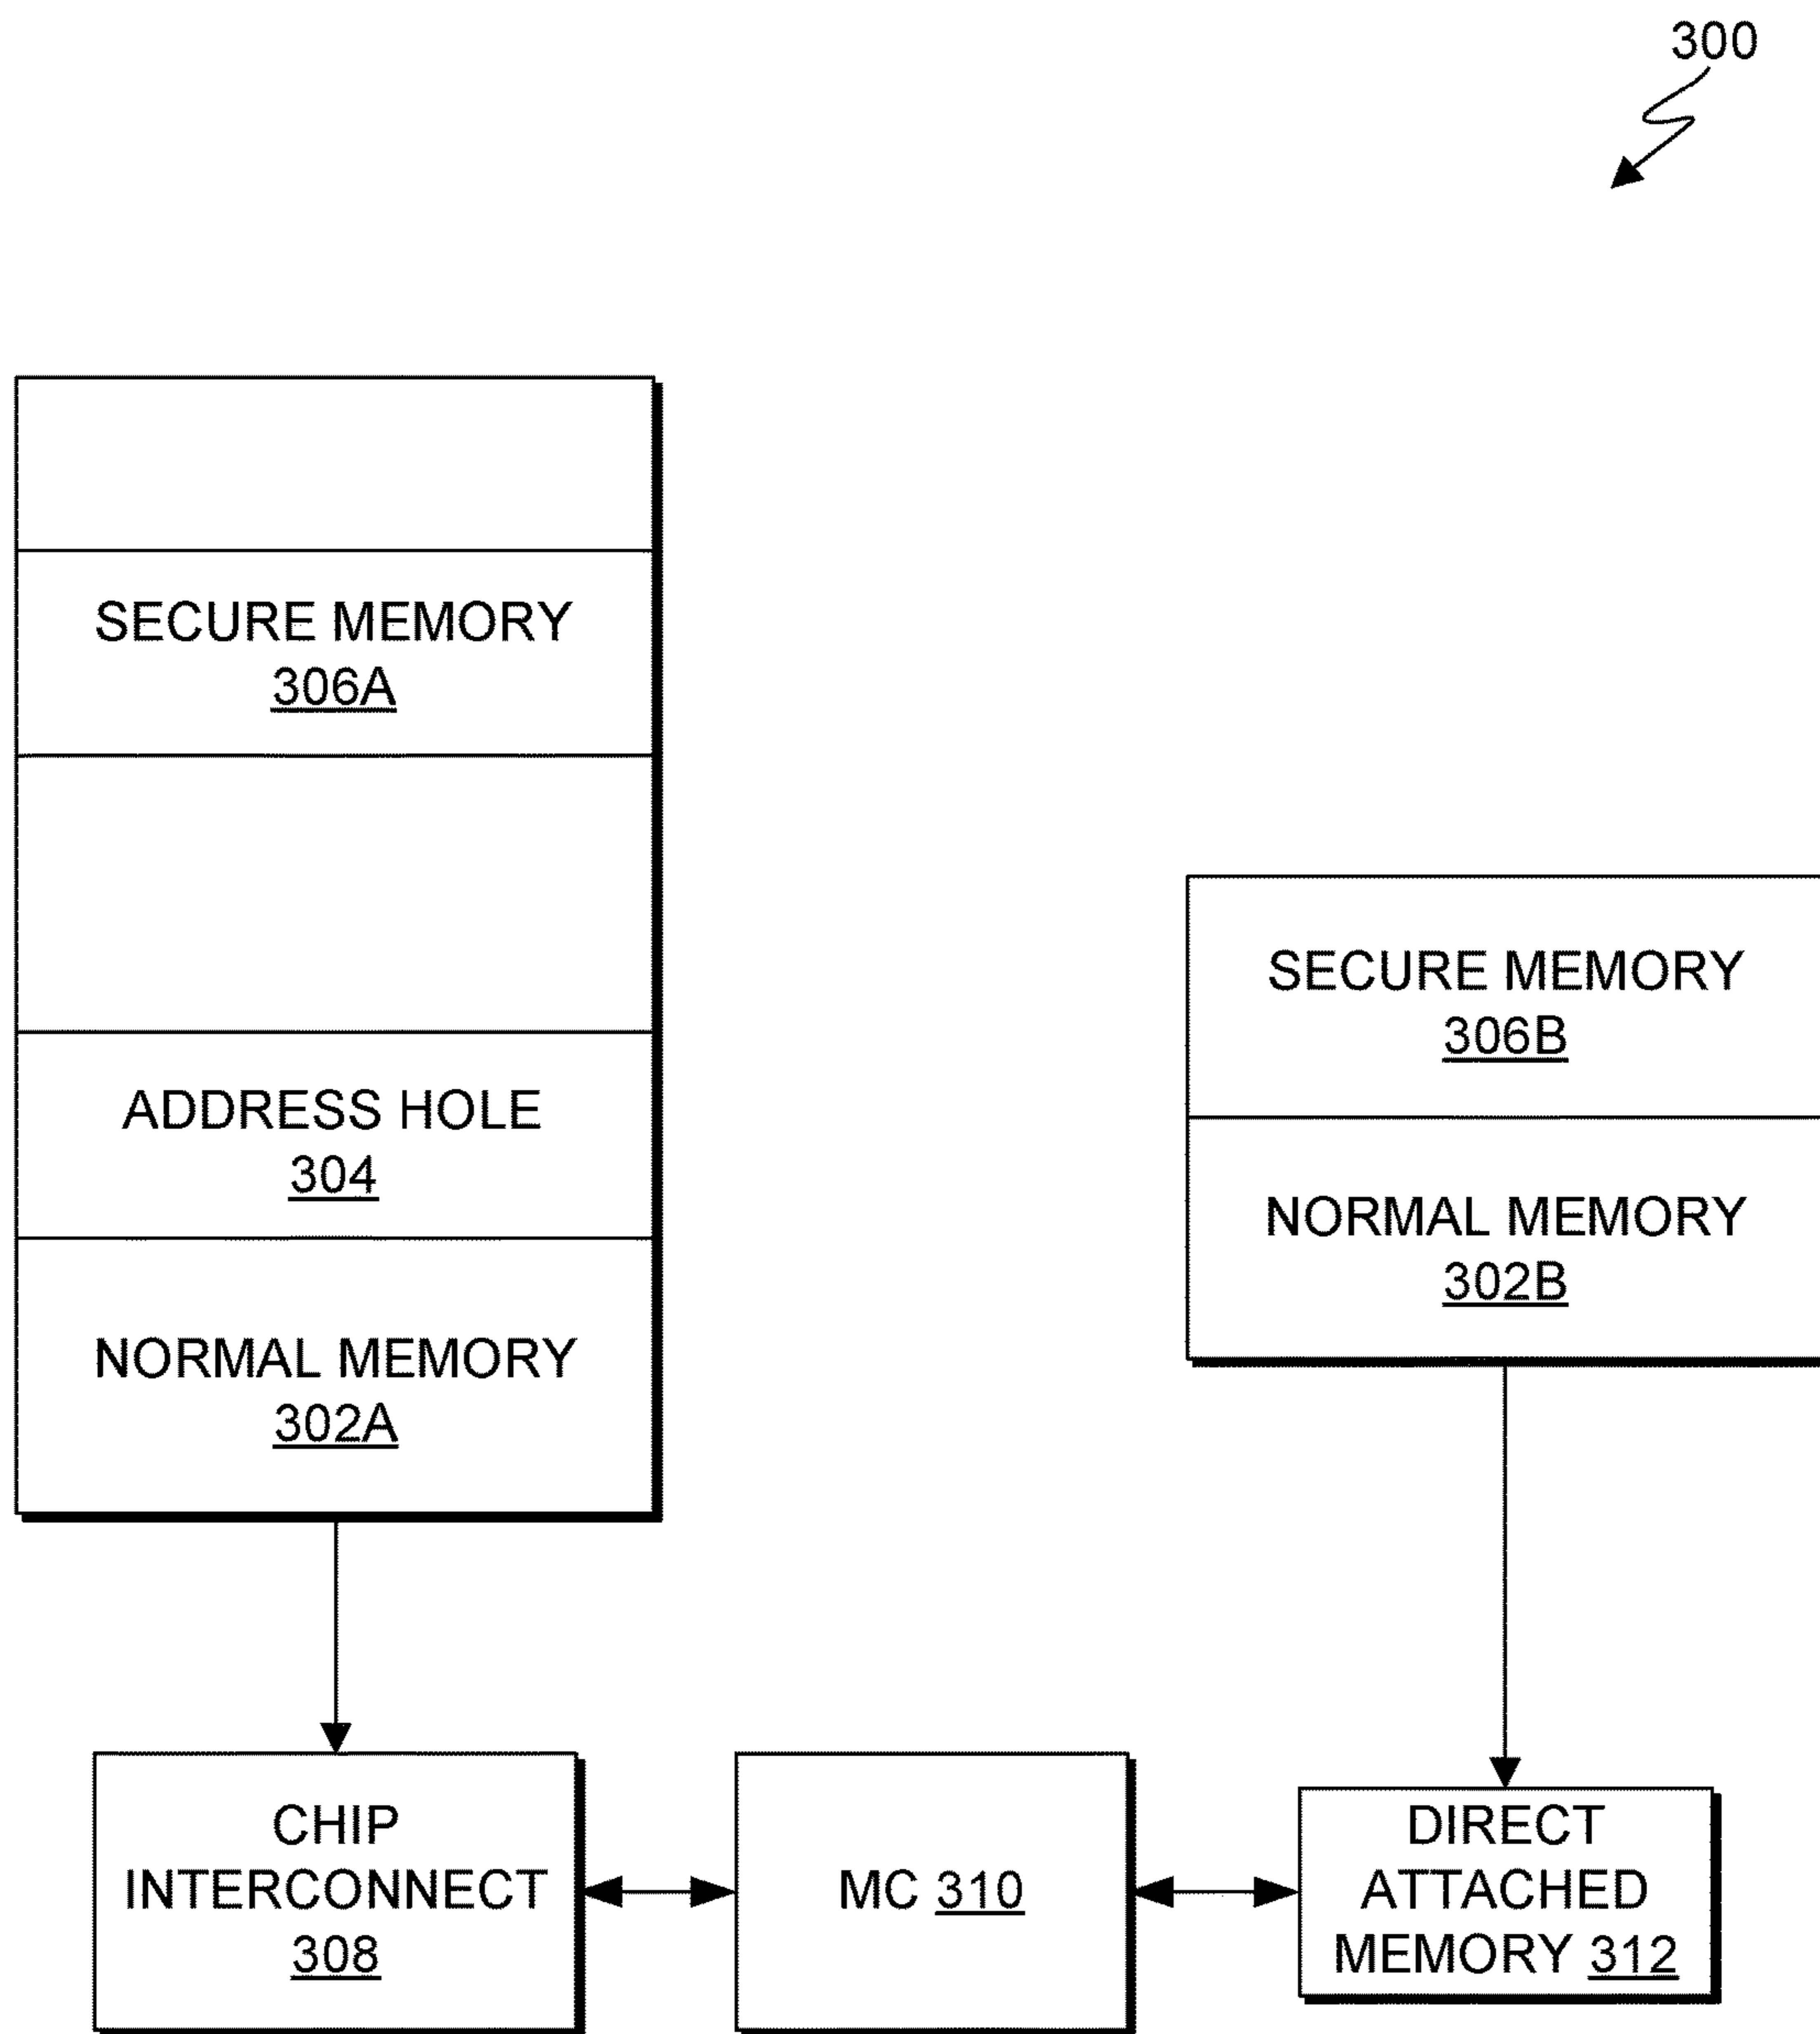 300
SECURE MEMORY
306A
ADDRESS HOLE
304
NORMAL MEMORY
302A
SECURE MEMORY
306B
NORMAL MEMORY
302B
CHIP
INTERCONNECT
308
MC 310
DIRECT
ATTACHED
MEMORY 312